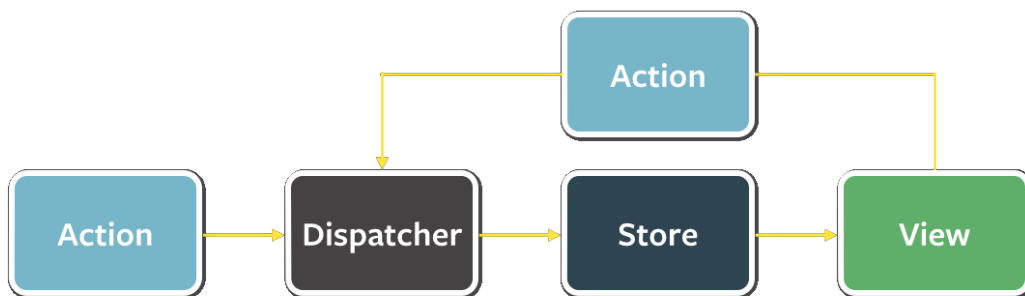 Action
Action
Dispatcher
Store
View